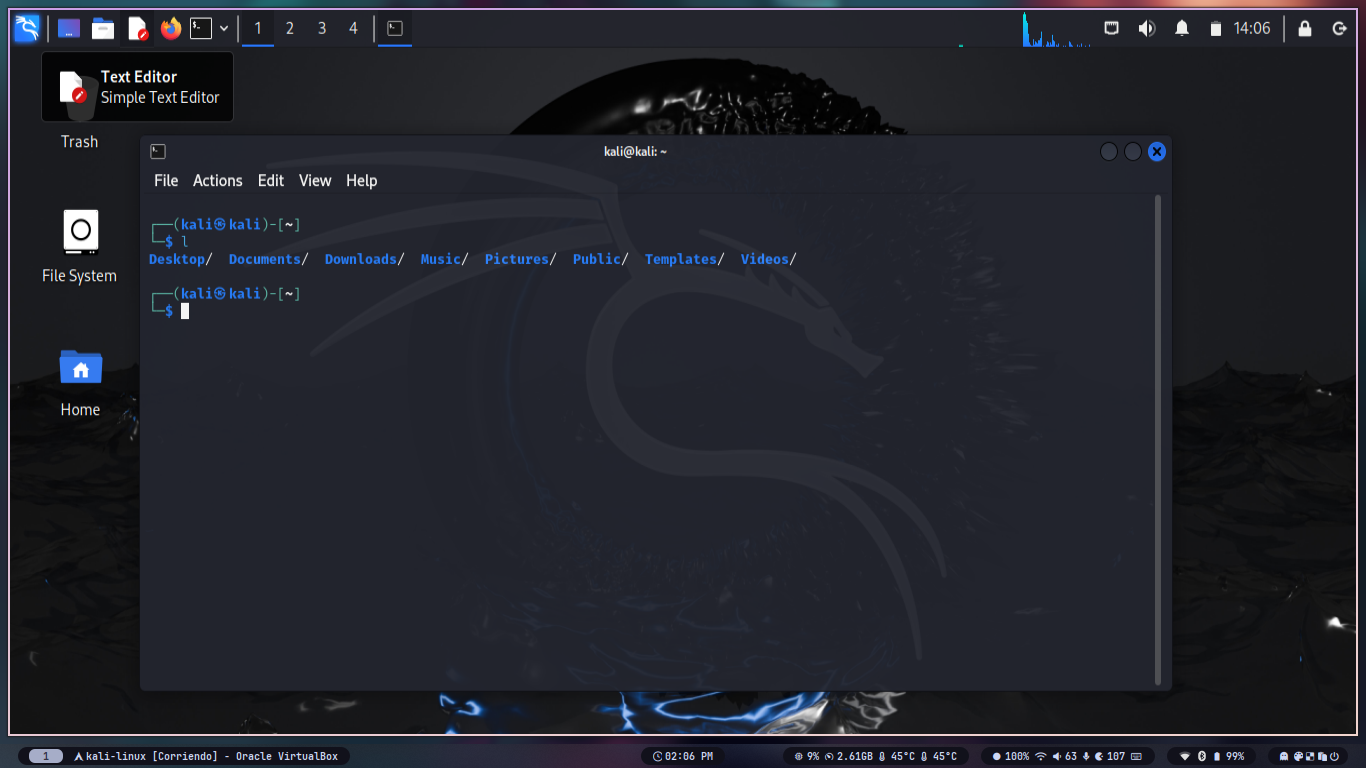 1 2 3 4 14:06
Text Editor
Simple Text Editor
Trash
File System
Home
kali@kali: ~
File Actions Edit View Help
┌──(kali㉿kali)-[~]
└─$ l
Desktop/ Documents/ Downloads/ Music/ Pictures/ Public/ Templates/ Videos/
┌──(kali㉿kali)-[~]
└─$
1 kali-linux [Corriendo] - Oracle VirtualBox 02:06 PM 9% 2.61GB 45°C 45°C 100% 63 107 99%